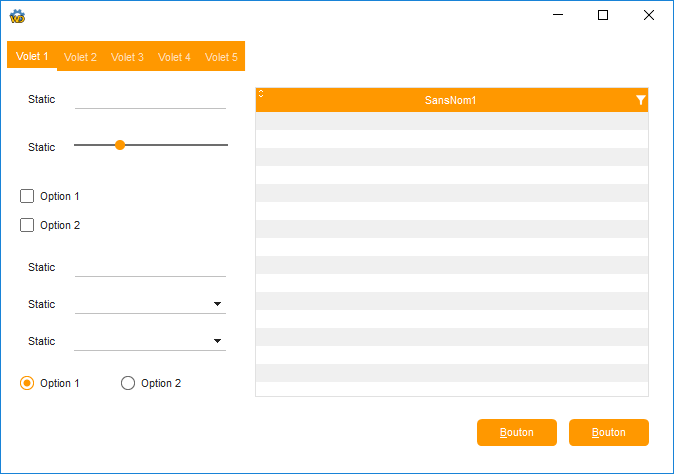 Volet 1 Volet 2 Volet 3 Volet 4 Volet 5
Static
SansNom1
Static
Option 1
Option 2
Static
Static
Static
Option 1 Option 2
Bouton Bouton